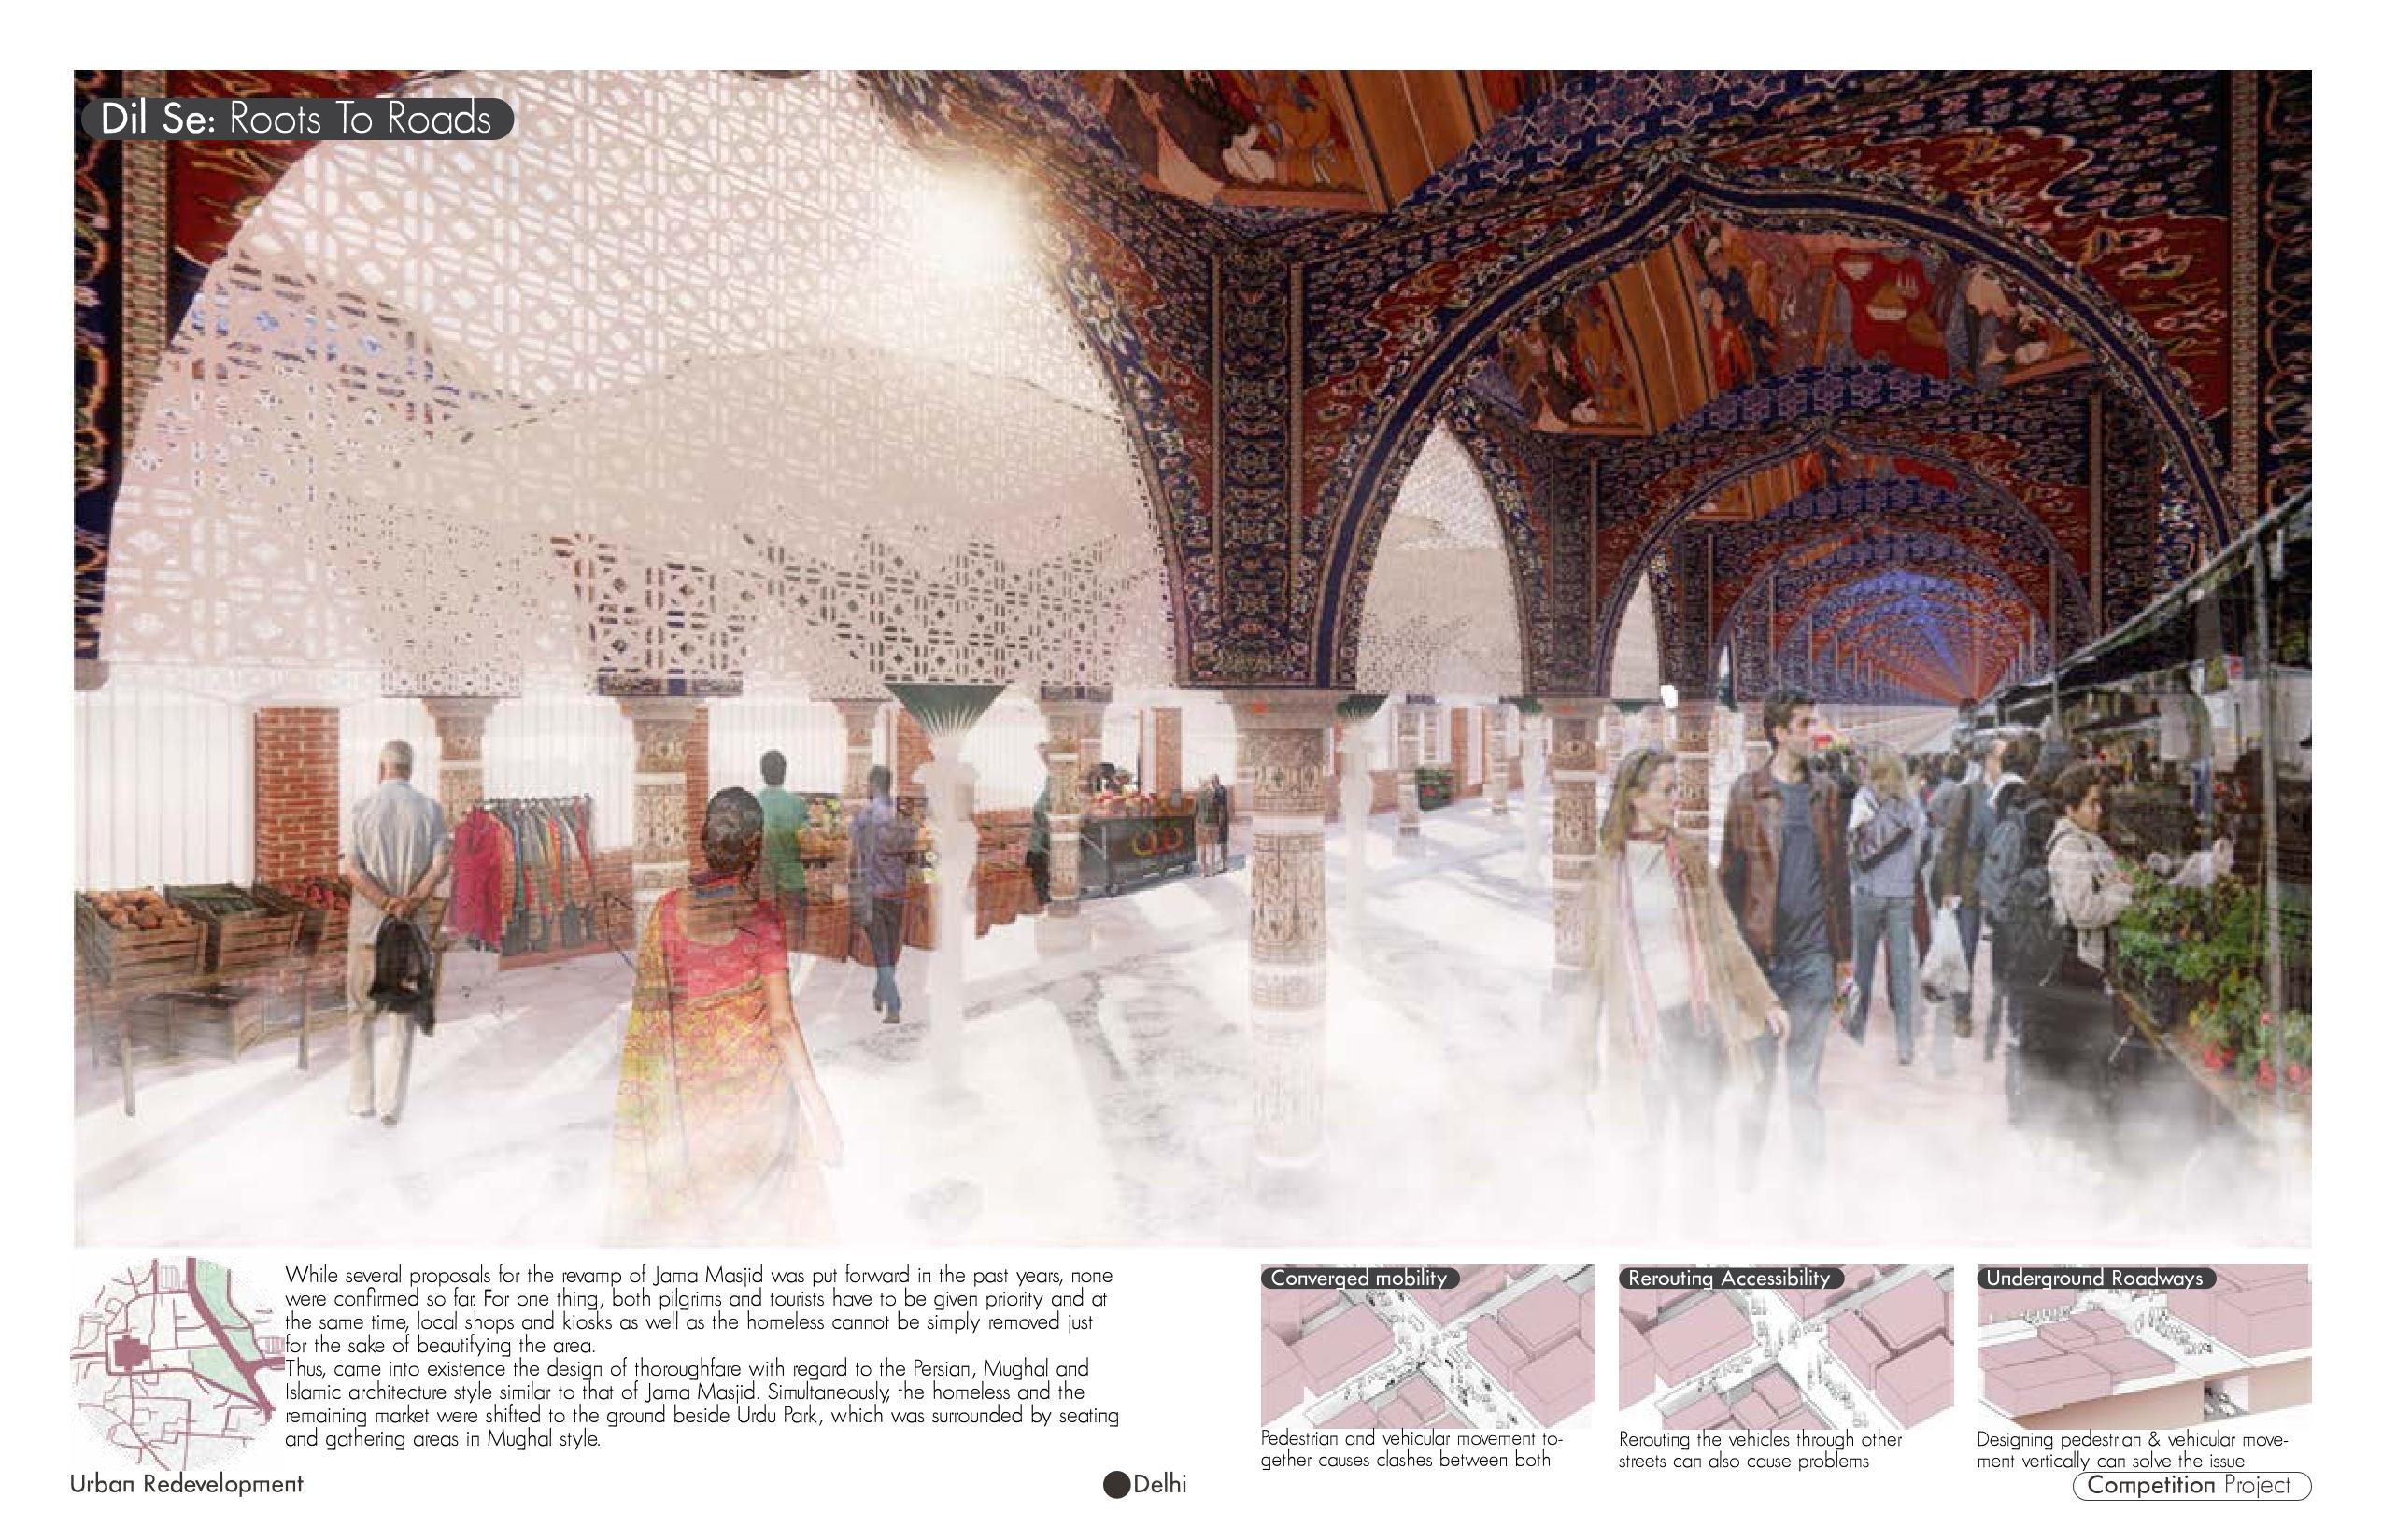 Dil Se: Roots To Roads
While several proposals for the revamp of Jama Masjid was put forward in the past years, none
were confirmed so far. For one thing, both pilgrims and tourists have to be given priority and at
the same time, local shops and kiosks as well as the homeless cannot be simply removed just
for the sake of beautifying the area.
Thus, came into existence the design of thoroughfare with regard to the Persian, Mughal and
Islamic architecture style similar to that of Jama Masjid. Simultaneously, the homeless and the
remaining market were shifted to the ground beside Urdu Park, which was surrounded by seating
and gathering areas in Mughal style.
Urban Redevelopment
Delhi
Converged mobility
Pedestrian and vehicular movement to-
gether causes clashes between both
Rerouting Accessibility
Rerouting the vehicles through other
streets can also cause problems
Underground Roadways
Designing pedestrian & vehicular move-
ment vertically can solve the issue
Competition Project